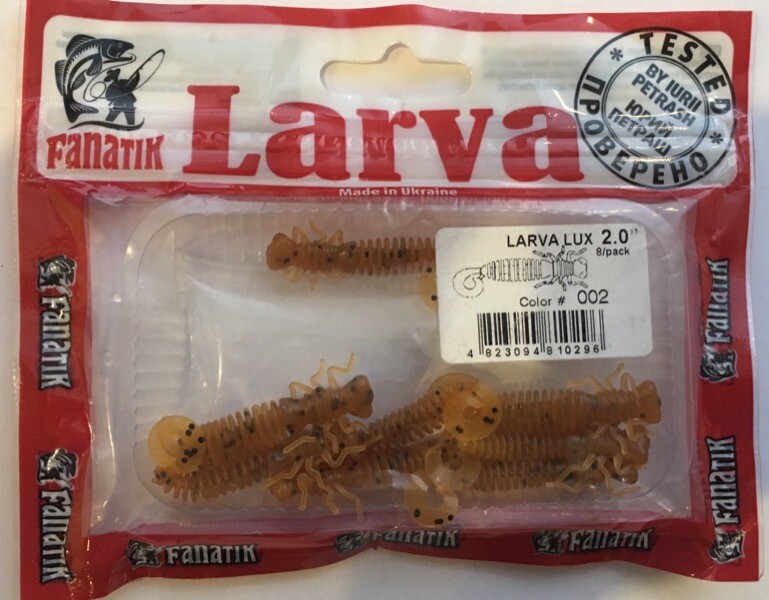 FANATIK
Larva
TESTED
BY IURII
PETRASH
ЮРИЙ
ПЕТРАШ
ПРОВЕРЕНО
Made in Ukraine
LARVA LUX 2.0"
8/pack
Color # 002
4 823094 810296
FANATIK
FANATIK
FANATIK
FANATIK
FANATIK
FANATIK
FANATIK